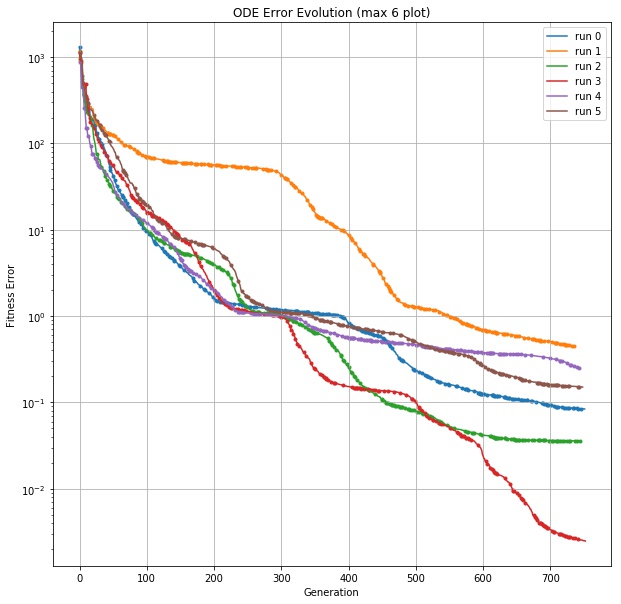 ODE Error Evolution (max 6 plot)
run 0
run 1
run 2
run 3
run 4
run 5
Fitness Error
10³
10²
10¹
10⁰
10⁻¹
10⁻²
0 100 200 300 400 500 600 700
Generation